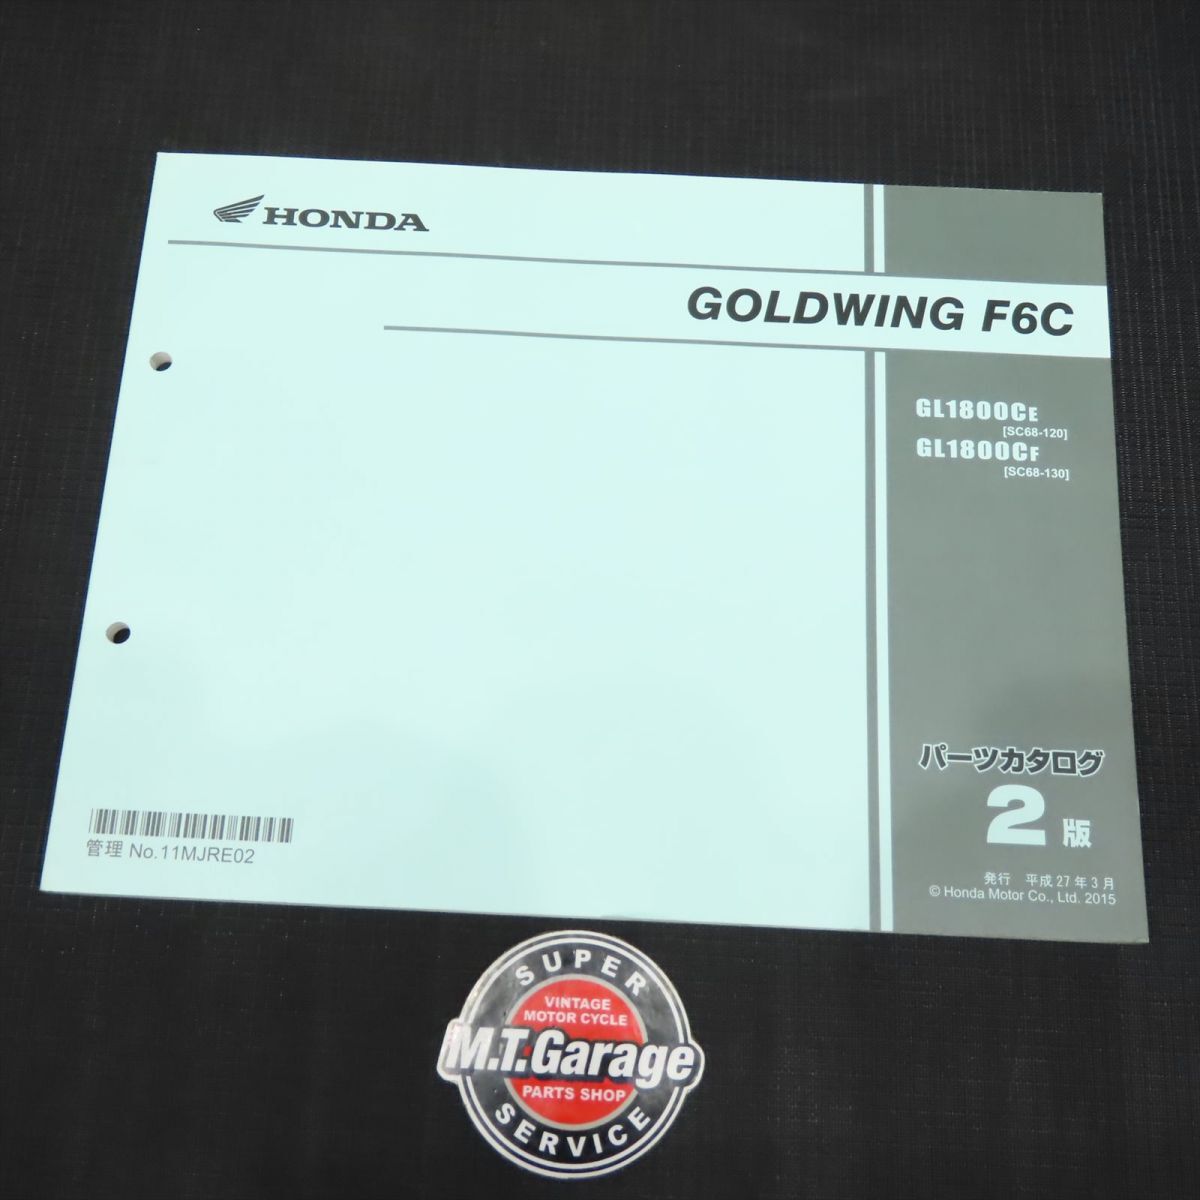 HONDA
GOLDWING F6C
GL1800CE
[SC68-120]
GL1800CF
[SC68-130]
パーツカタログ
2版
発行 平成27年3月
© Honda Motor Co., Ltd. 2015
管理 No.11MJRE02
SUPER
VINTAGE
MOTOR CYCLE
M.T.Garage
PARTS SHOP
SERVICE